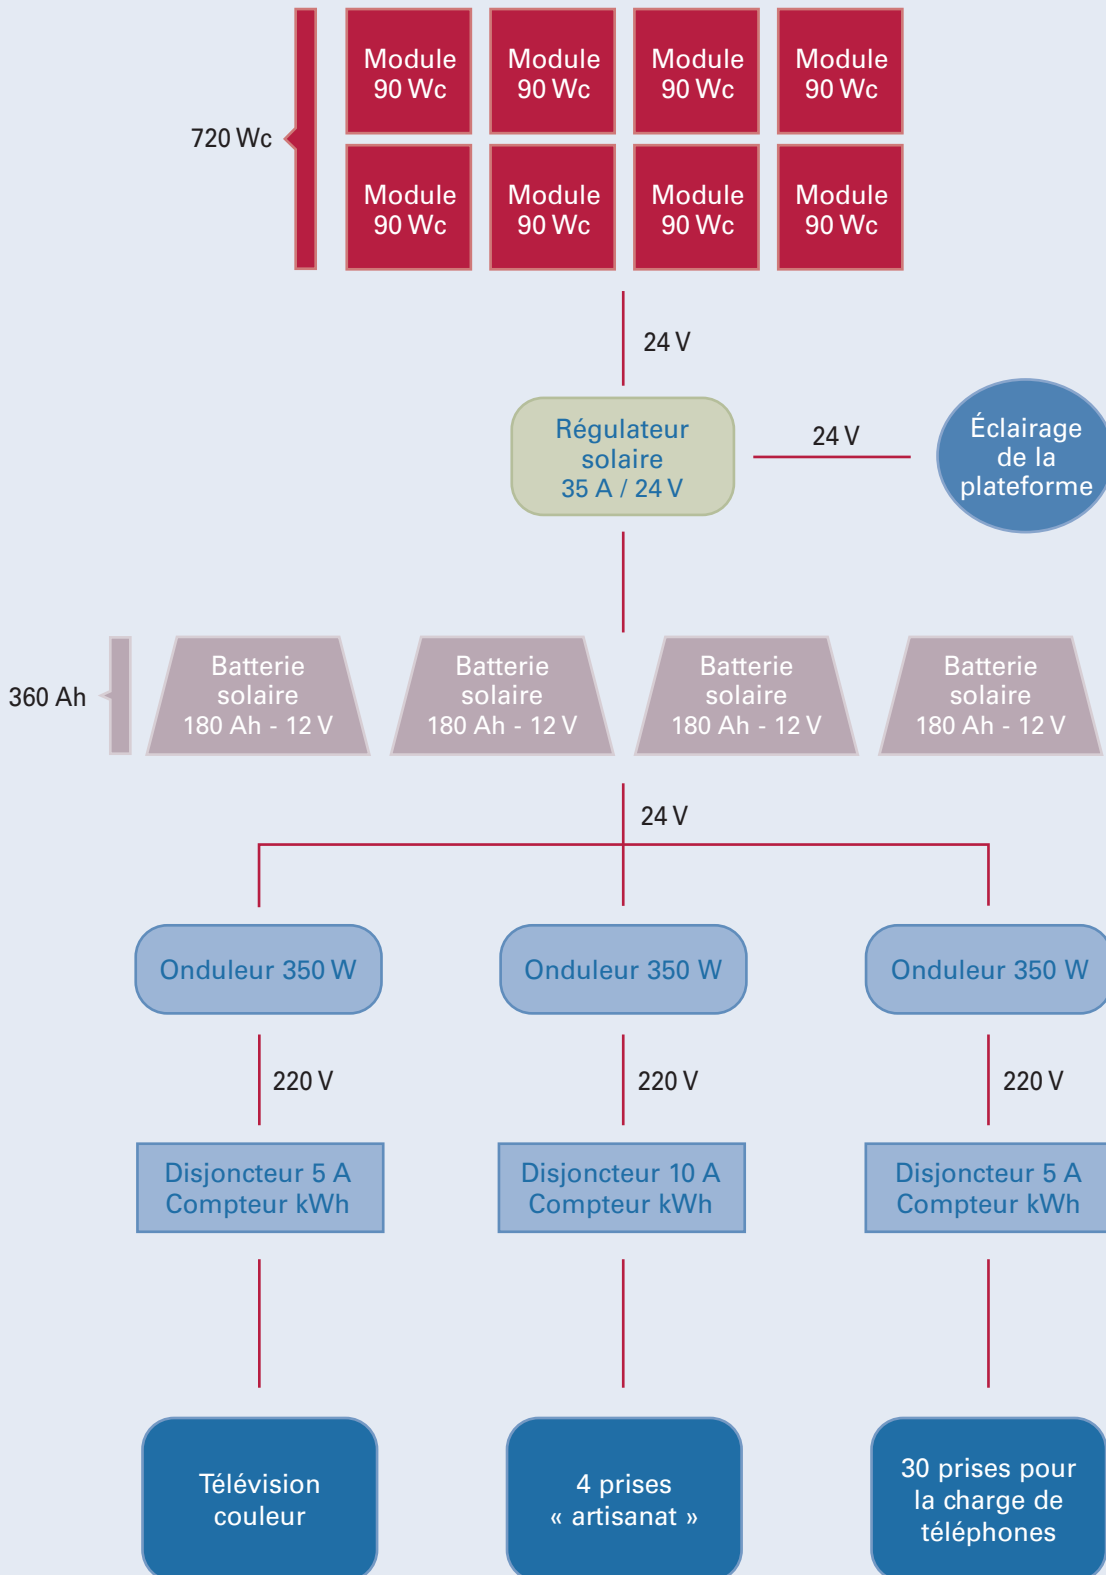 Module
90 Wc
Module
90 Wc
Module
90 Wc
Module
90 Wc
720 Wc
Module
90 Wc
Module
90 Wc
Module
90 Wc
Module
90 Wc
24 V
Régulateur
solaire
35 A / 24 V
24 V
Éclairage
de la
plateforme
360 Ah
Batterie
solaire
180 Ah - 12 V
Batterie
solaire
180 Ah - 12 V
Batterie
solaire
180 Ah - 12 V
Batterie
solaire
180 Ah - 12 V
24 V
Onduleur 350 W
Onduleur 350 W
Onduleur 350 W
220 V
220 V
220 V
Disjoncteur 5 A
Compteur kWh
Disjoncteur 10 A
Compteur kWh
Disjoncteur 5 A
Compteur kWh
Télévision
couleur
4 prises
« artisanat »
30 prises pour
la charge de
téléphones